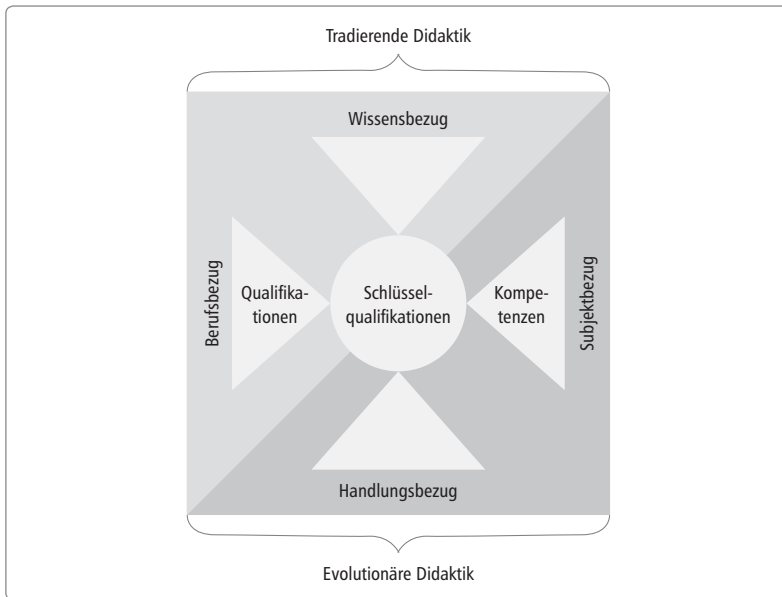 Tradierende Didaktik
Wissensbezug
Berufsbezug
Qualifika-
tionen
Schlüssel-
qualifikationen
Kompe-
tenzen
Subjektbezug
Handlungsbezug
Evolutionäre Didaktik